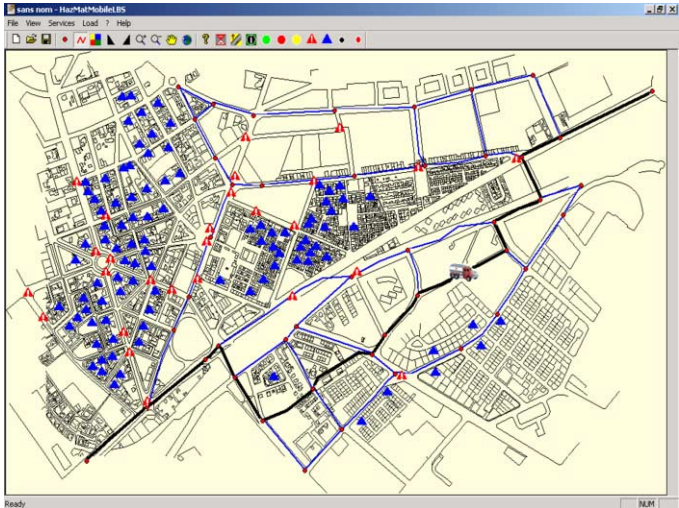 sans nom - HazMatMobileLBS
File View Services Load ? Help
Ready
NUM